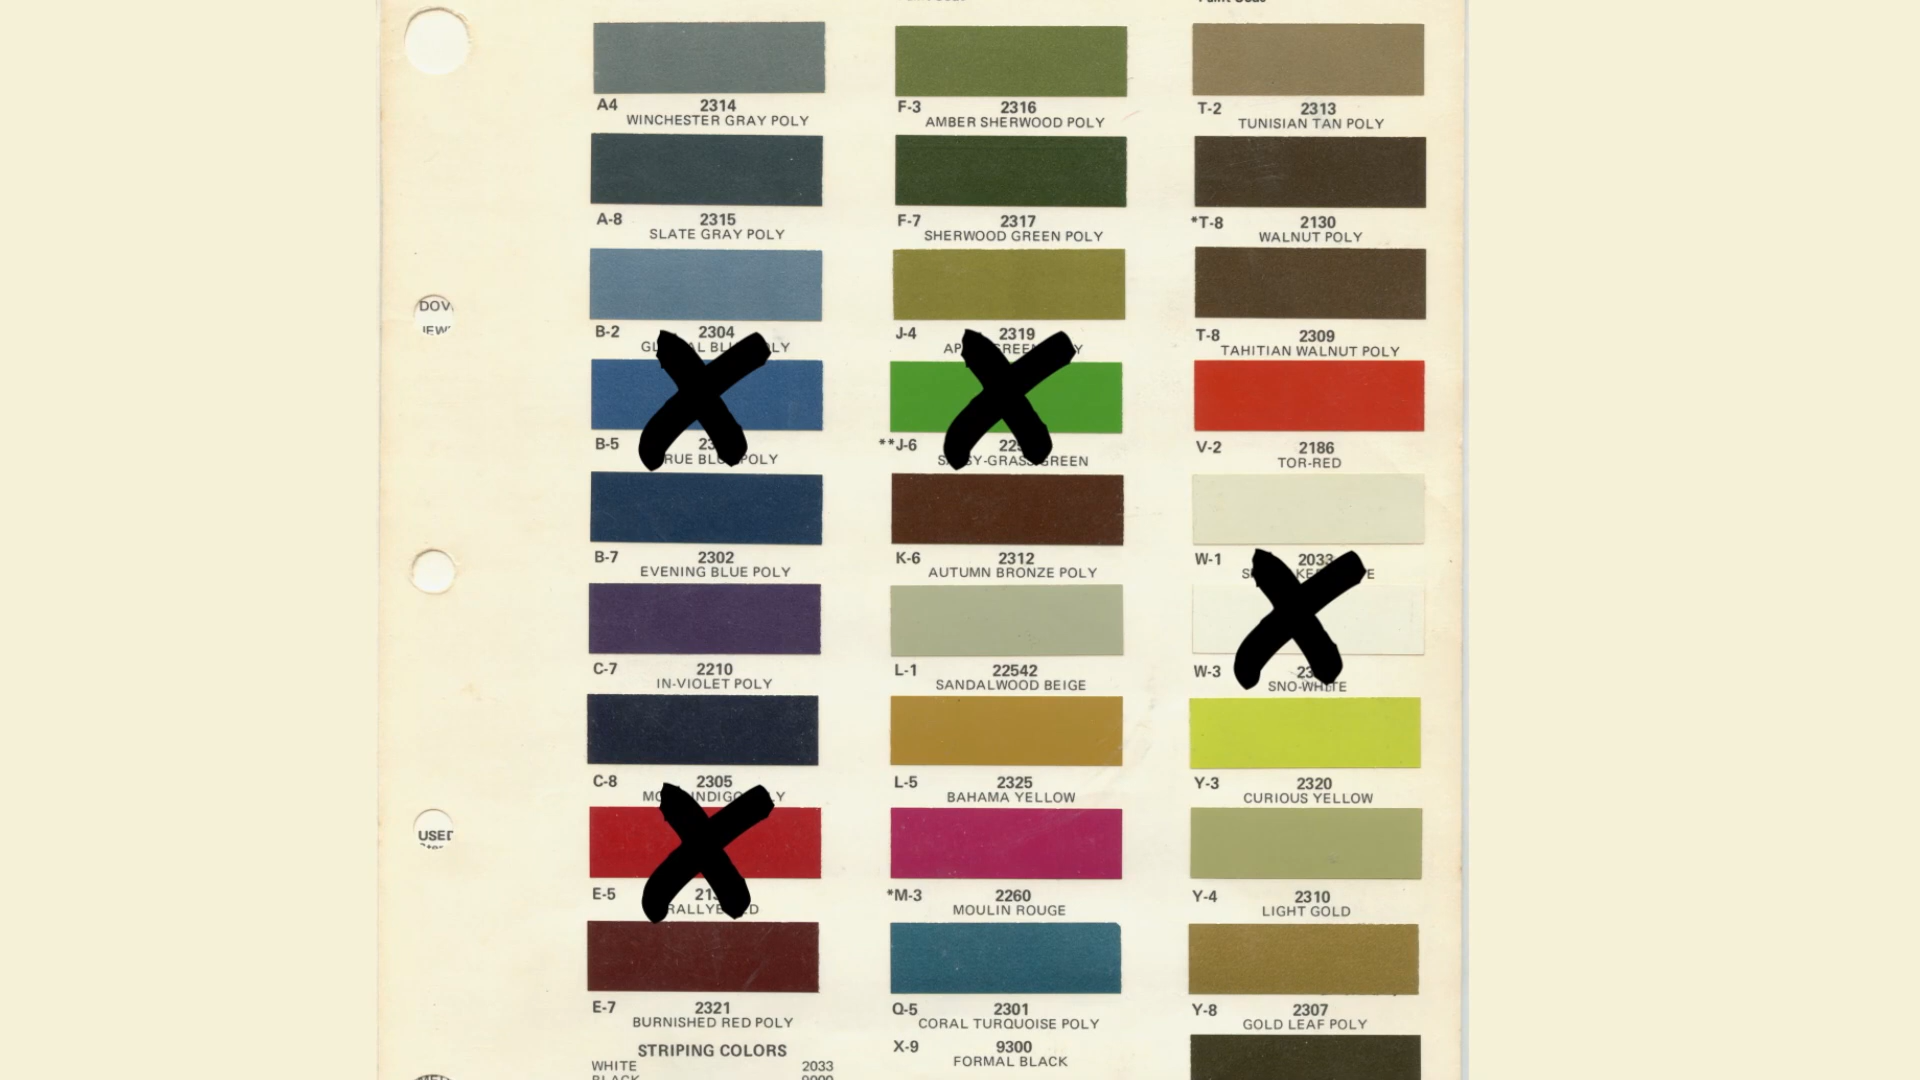 A4 2314
WINCHESTER GRAY POLY
A-8 2315
SLATE GRAY POLY
B-2 2304
B-5
POLY
B-7 2302
EVENING BLUE POLY
C-7 2210
IN-VIOLET POLY
C-8 2305
E-5
E-7 2321
BURNISHED RED POLY
STRIPING COLORS
WHITE 2033
BLACK 9000
F-3 2316
AMBER SHERWOOD POLY
F-7 2317
SHERWOOD GREEN POLY
J-4 2319
**J-6
GREEN
K-6 2312
AUTUMN BRONZE POLY
L-1 22542
SANDALWOOD BEIGE
L-5 2325
BAHAMA YELLOW
*M-3 2260
MOULIN ROUGE
Q-5 2301
CORAL TURQUOISE POLY
X-9 9300
FORMAL BLACK
T-2 2313
TUNISIAN TAN POLY
*T-8 2130
WALNUT POLY
T-8 2309
TAHITIAN WALNUT POLY
V-2 2186
TOR-RED
W-1 2033
W-3
SNO-WHITE
Y-3 2320
CURIOUS YELLOW
Y-4 2310
LIGHT GOLD
Y-8 2307
GOLD LEAF POLY